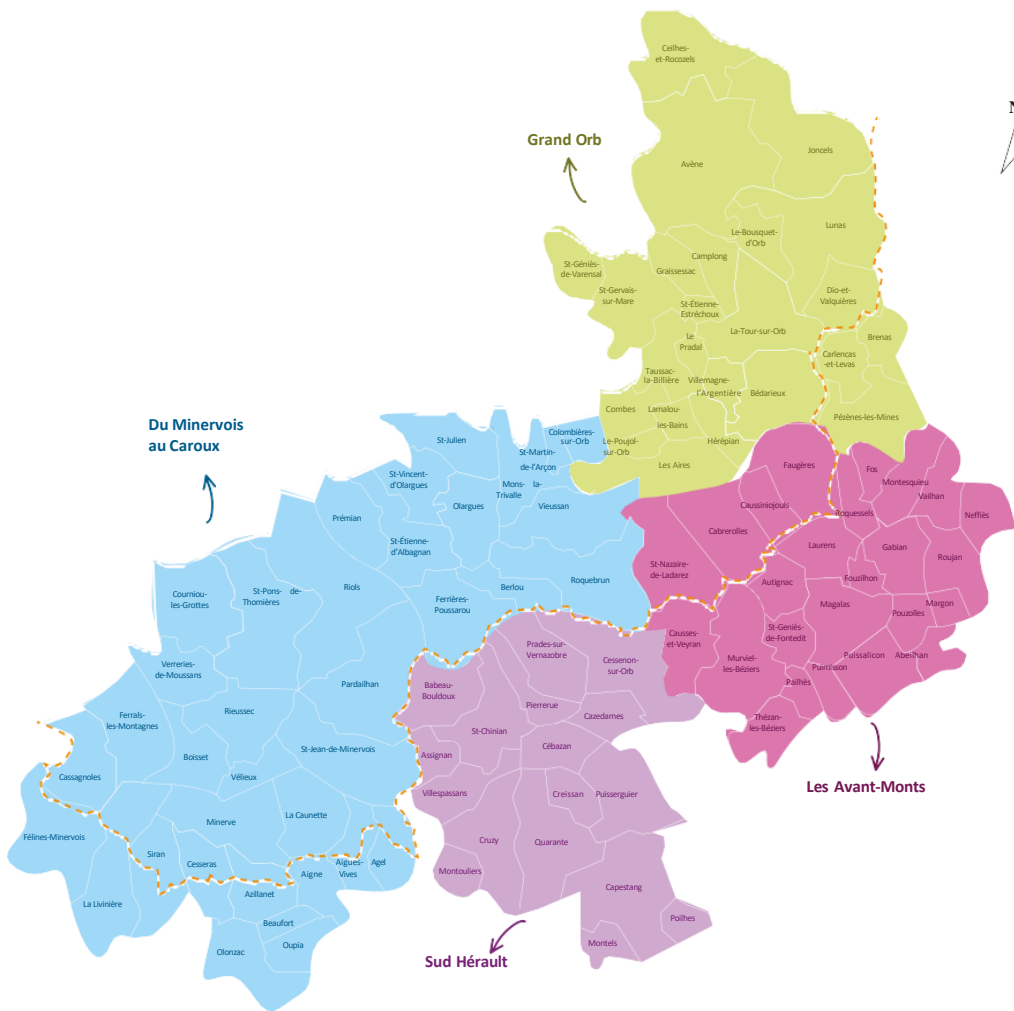 Ceilhes-
et-Rocozels
N
Grand Orb
Joncels
Avène
Lunas
Le-Bousquet-
d'Orb
Camplong
St-Géniès-
de-Varensal
Graissessac
St-Gervais-
sur-Mare
Dio-et-
Valquières
St-Étienne-
Estréchoux
La-Tour-sur-Orb
Brenas
Le
Pradal
Carlencas
-et-Levas
Taussac-
la-Billière
Villemagne-
l'Argentière
Bédarieux
Combes
Lamalou-
les-Bains
Pézènes-les-Mines
Le-Poujol-
sur-Orb
Hérépian
Les Aires
Du Minervois
au Caroux
St-Julien
Colombières-
sur-Orb
St-Martin-
de-l'Arçon
St-Vincent-
d'Olargues
Mons-la-
Trivalle
Olargues
Vieussan
Prémian
St-Étienne-
d'Albagnan
Roquebrun
Berlou
Riols
St-Pons-de-
Thomières
Courniou-
les-Grottes
Ferrières-
Poussarou
Verreries-
de-Moussans
Pardailhan
Ferrals-
les-Montagnes
Rieussec
St-Jean-de-Minervois
Boisset
Vélieux
Cassagnoles
La Caunette
Minerve
Félines-Minervois
Siran
Cesseras
Aigne
Aigues-
Vives
Agel
La Livinière
Azillanet
Beaufort
Oupia
Olonzac
Faugères
Fos
Montesquieu
Vailhan
Neffiès
Caussiniojouls
Roquessels
Cabrerolles
Laurens
Gabian
Roujan
St-Nazaire-
de-Ladarez
Autignac
Fouzilhon
Magalas
Margon
Pouzolles
St-Geniès-
de-Fontedit
Causses-
et-Veyran
Murviel-
les-Béziers
Puissalicon
Abeilhan
Puimisson
Pailhès
Thézan-
les-Béziers
Les Avant-Monts
Prades-sur-
Vernazobre
Cessenon-
sur-Orb
Babeau-
Bouldoux
Pierrerue
Cazedarnes
St-Chinian
Cébazan
Assignan
Villespassans
Creissan
Puisserguier
Cruzy
Quarante
Montouliers
Capestang
Poilhes
Montels
Sud Hérault